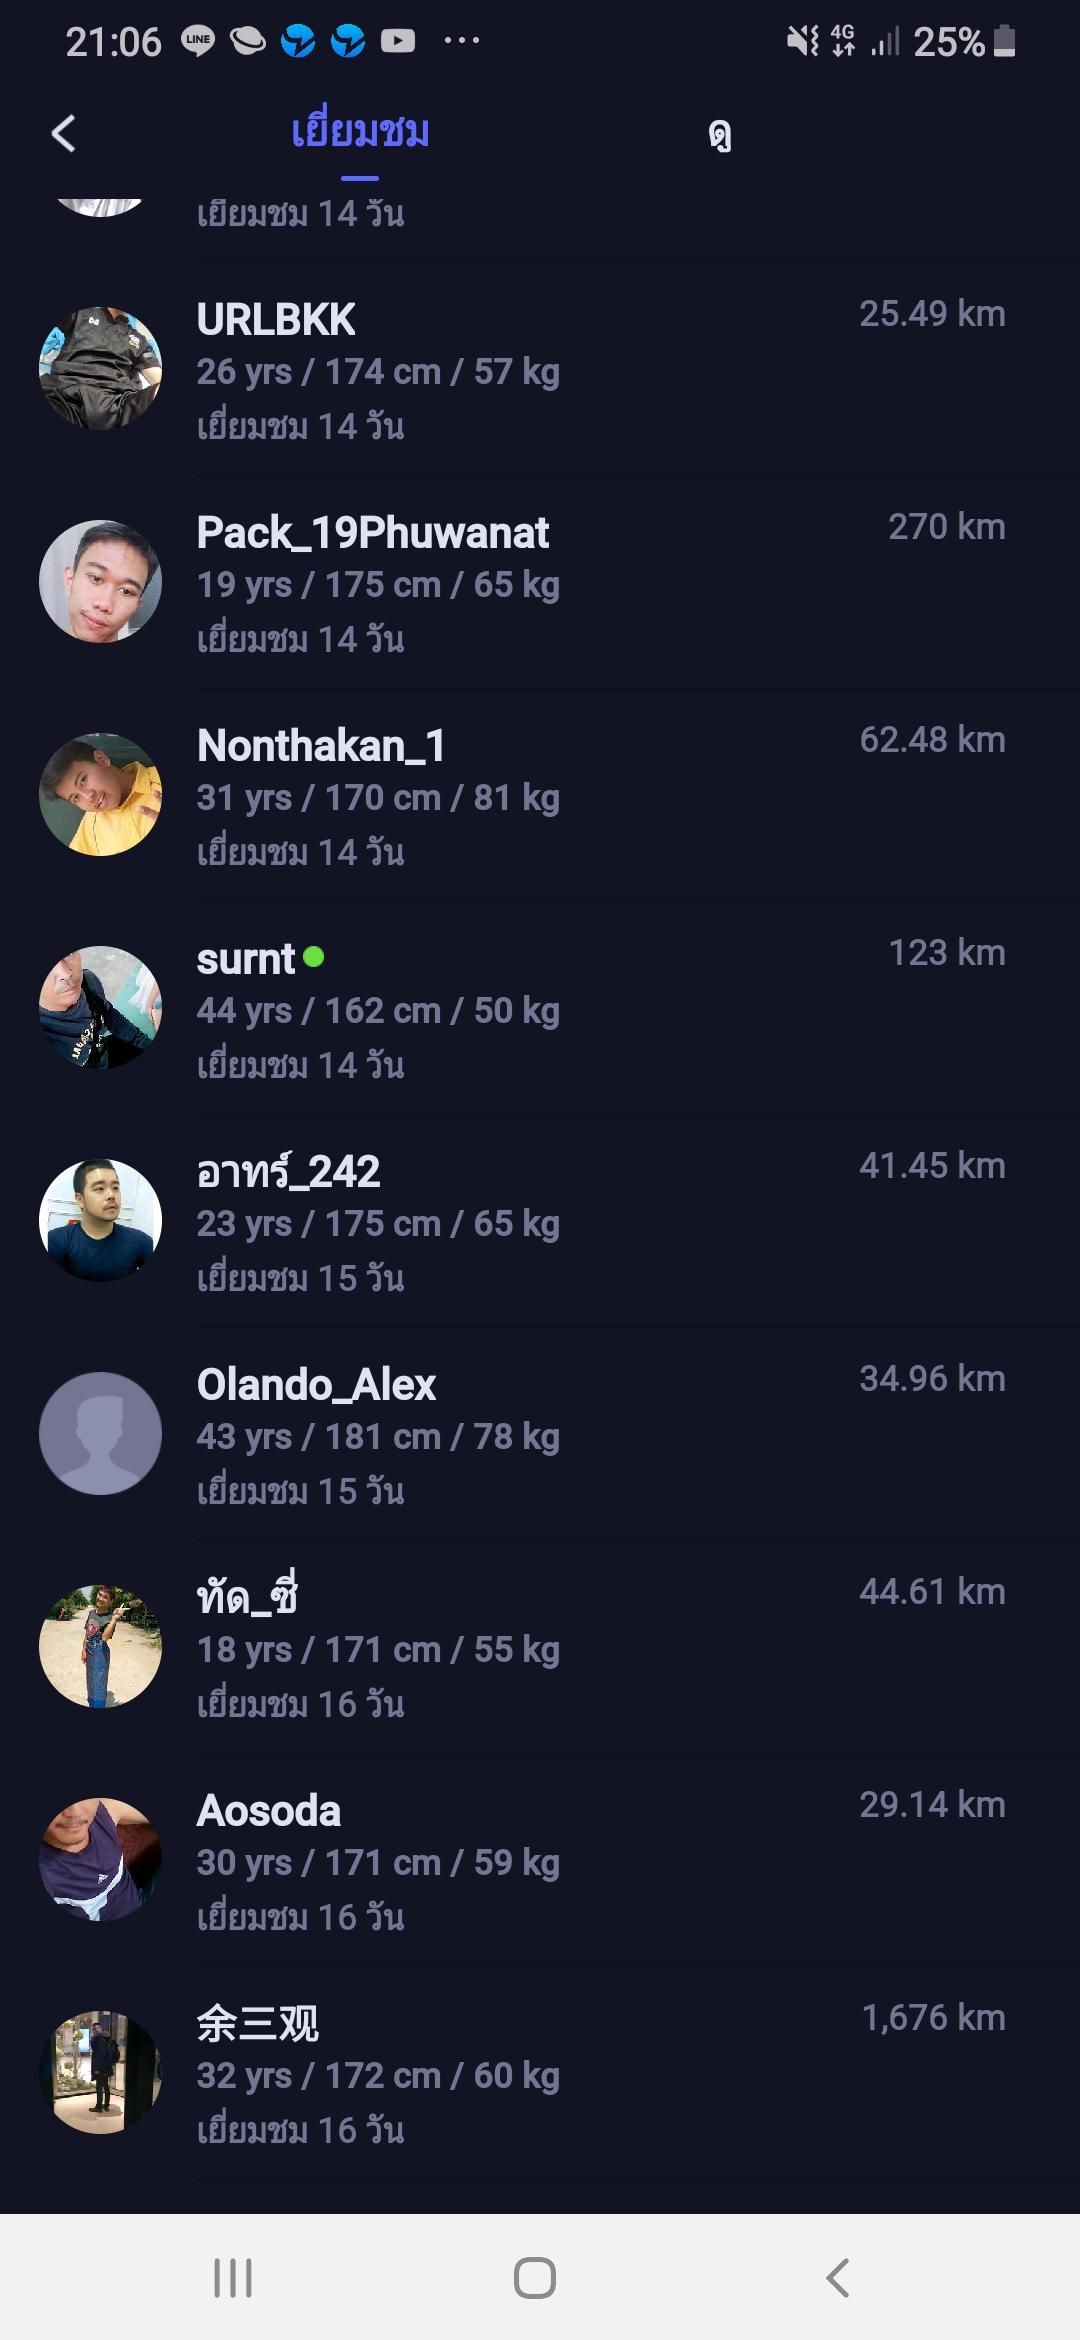 21:06 LINE 4G 25%
เยี่ยมชม ดู
เยี่ยมชม 14 วัน
URLBKK 25.49 km
26 yrs / 174 cm / 57 kg
เยี่ยมชม 14 วัน
Pack_19Phuwanat 270 km
19 yrs / 175 cm / 65 kg
เยี่ยมชม 14 วัน
Nonthakan_1 62.48 km
31 yrs / 170 cm / 81 kg
เยี่ยมชม 14 วัน
surnt 123 km
44 yrs / 162 cm / 50 kg
เยี่ยมชม 14 วัน
อาทร์_242 41.45 km
23 yrs / 175 cm / 65 kg
เยี่ยมชม 15 วัน
Olando_Alex 34.96 km
43 yrs / 181 cm / 78 kg
เยี่ยมชม 15 วัน
ทัด_ซี่ 44.61 km
18 yrs / 171 cm / 55 kg
เยี่ยมชม 16 วัน
Aosoda 29.14 km
30 yrs / 171 cm / 59 kg
เยี่ยมชม 16 วัน
余三观 1,676 km
32 yrs / 172 cm / 60 kg
เยี่ยมชม 16 วัน